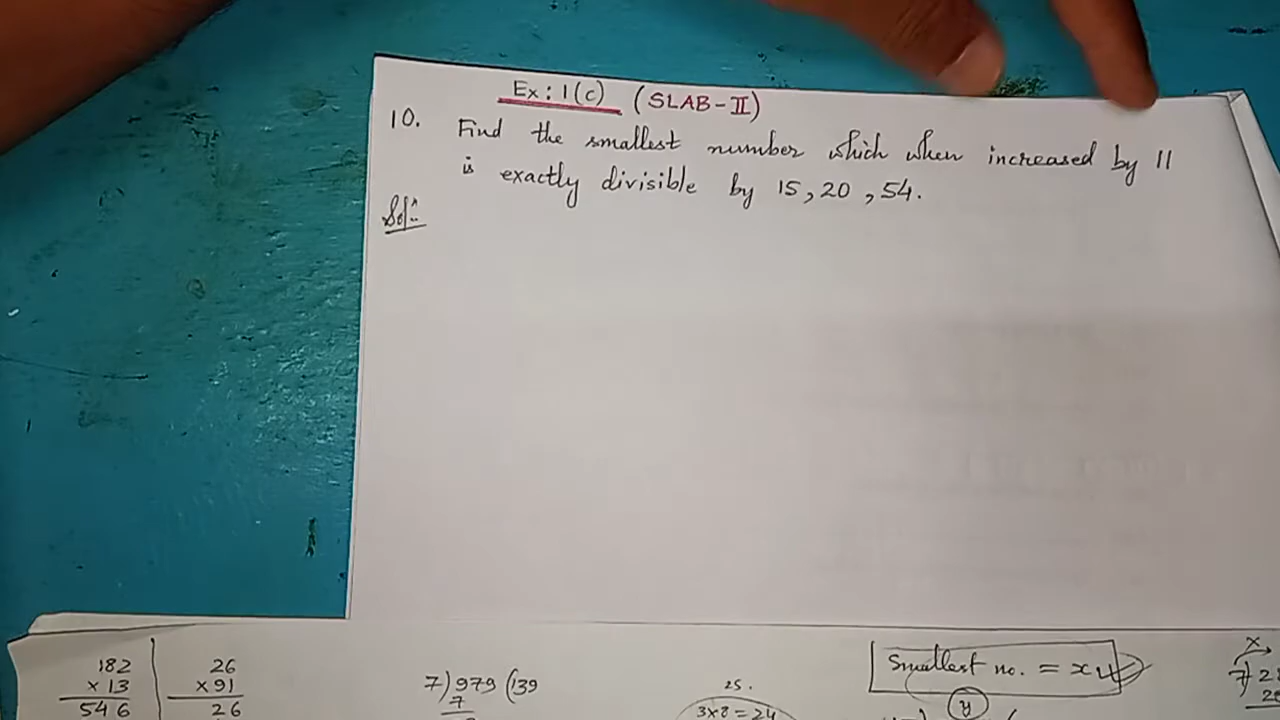 Ex: 1(c) (SLAB-II)
10. Find the smallest number which when increased by 11
is exactly divisible by 15, 20, 54.
Sol:
182
× 13
546
26
× 91
26
7)979(139
7
25.
3×8=24
Smallest no. = x
y
x